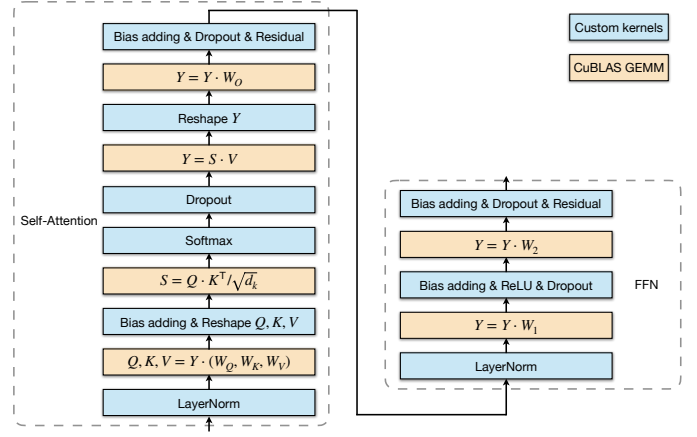 Bias adding & Dropout & Residual
Y = Y · W_O
Reshape Y
Y = S · V
Dropout
Self-Attention
Softmax
S = Q · K^T/√d_k
Bias adding & Reshape Q, K, V
Q, K, V = Y · (W_Q, W_K, W_V)
LayerNorm
Custom kernels
CuBLAS GEMM
Bias adding & Dropout & Residual
Y = Y · W_2
Bias adding & ReLU & Dropout
FFN
Y = Y · W_1
LayerNorm